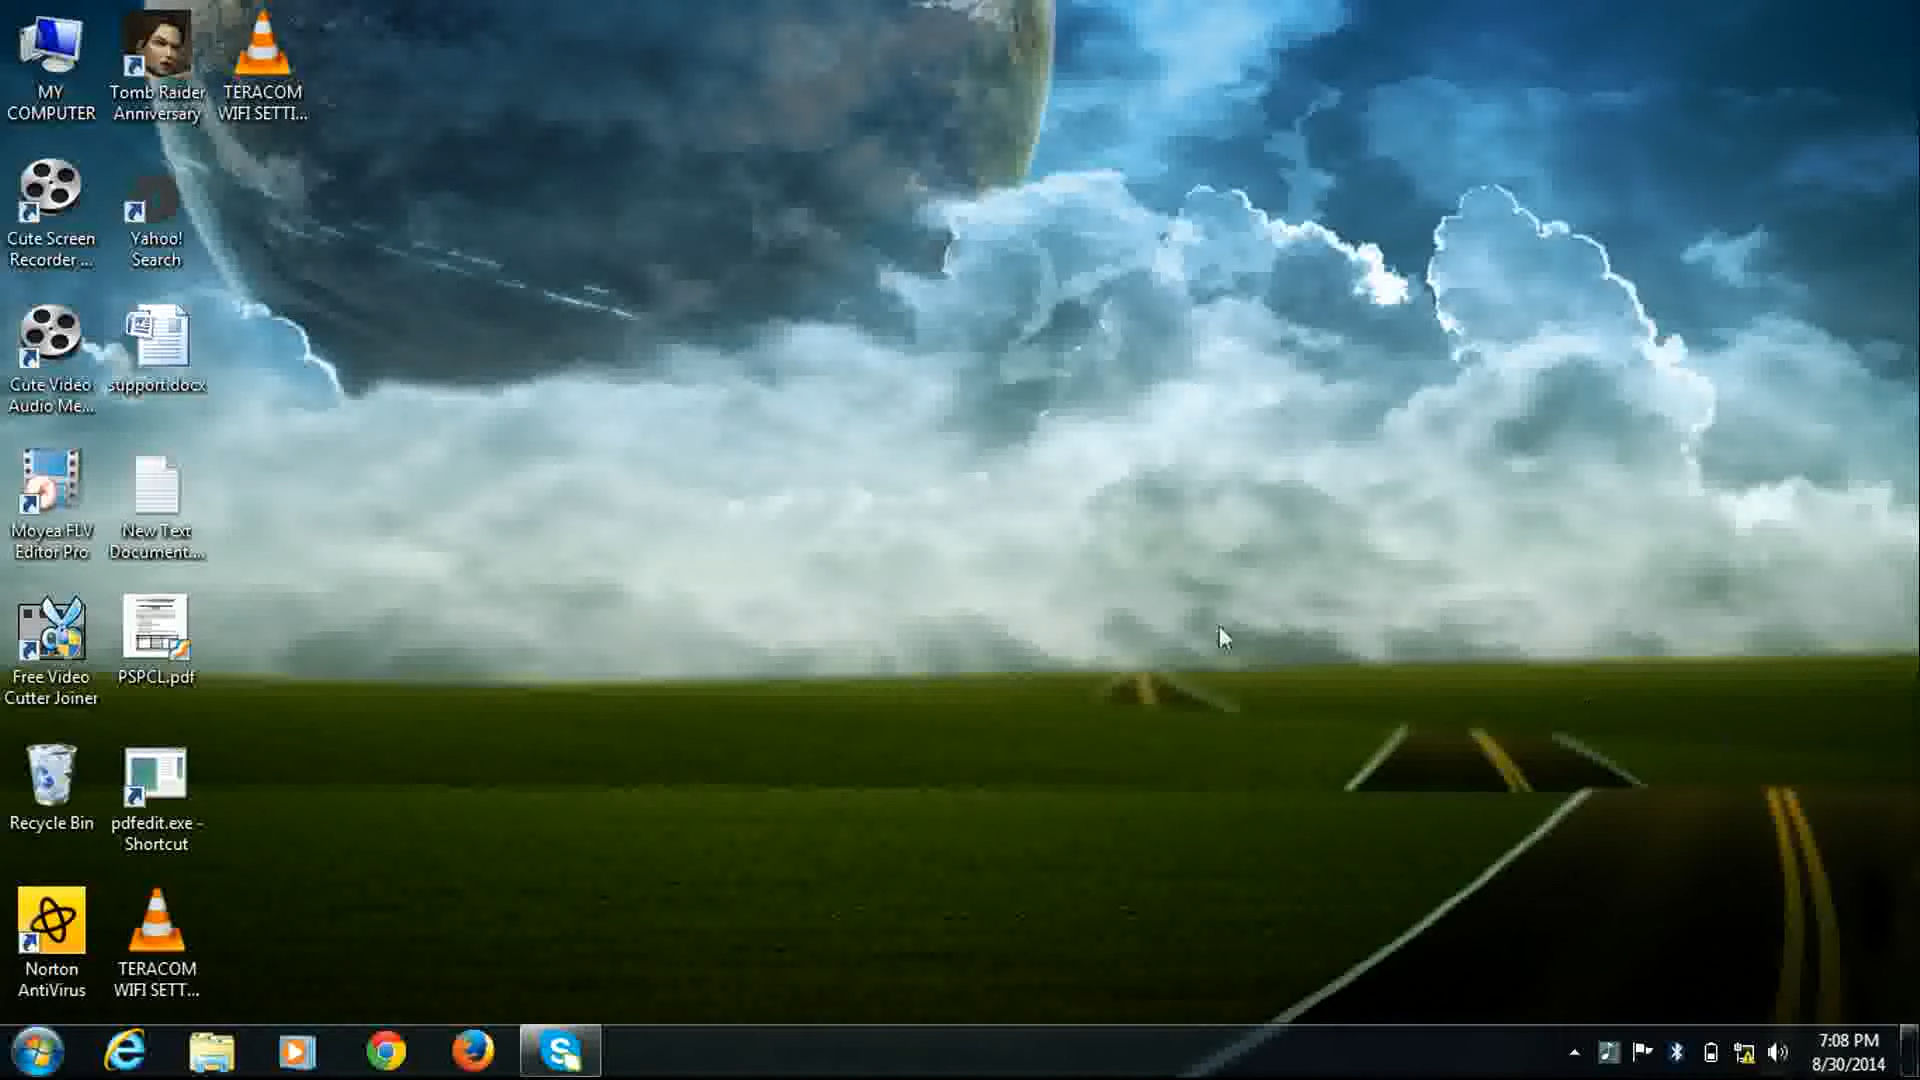 MY
COMPUTER
Tomb Raider
Anniversary
TERACOM
WIFI SETTI...
Cute Screen
Recorder ...
Yahoo!
Search
Cute Video
Audio Me...
support.docx
Moyea FLV
Editor Pro
New Text
Document....
Free Video
Cutter Joiner
PSPCL.pdf
Recycle Bin
pdfedit.exe -
Shortcut
Norton
AntiVirus
TERACOM
WIFI SETT...
7:08 PM
8/30/2014